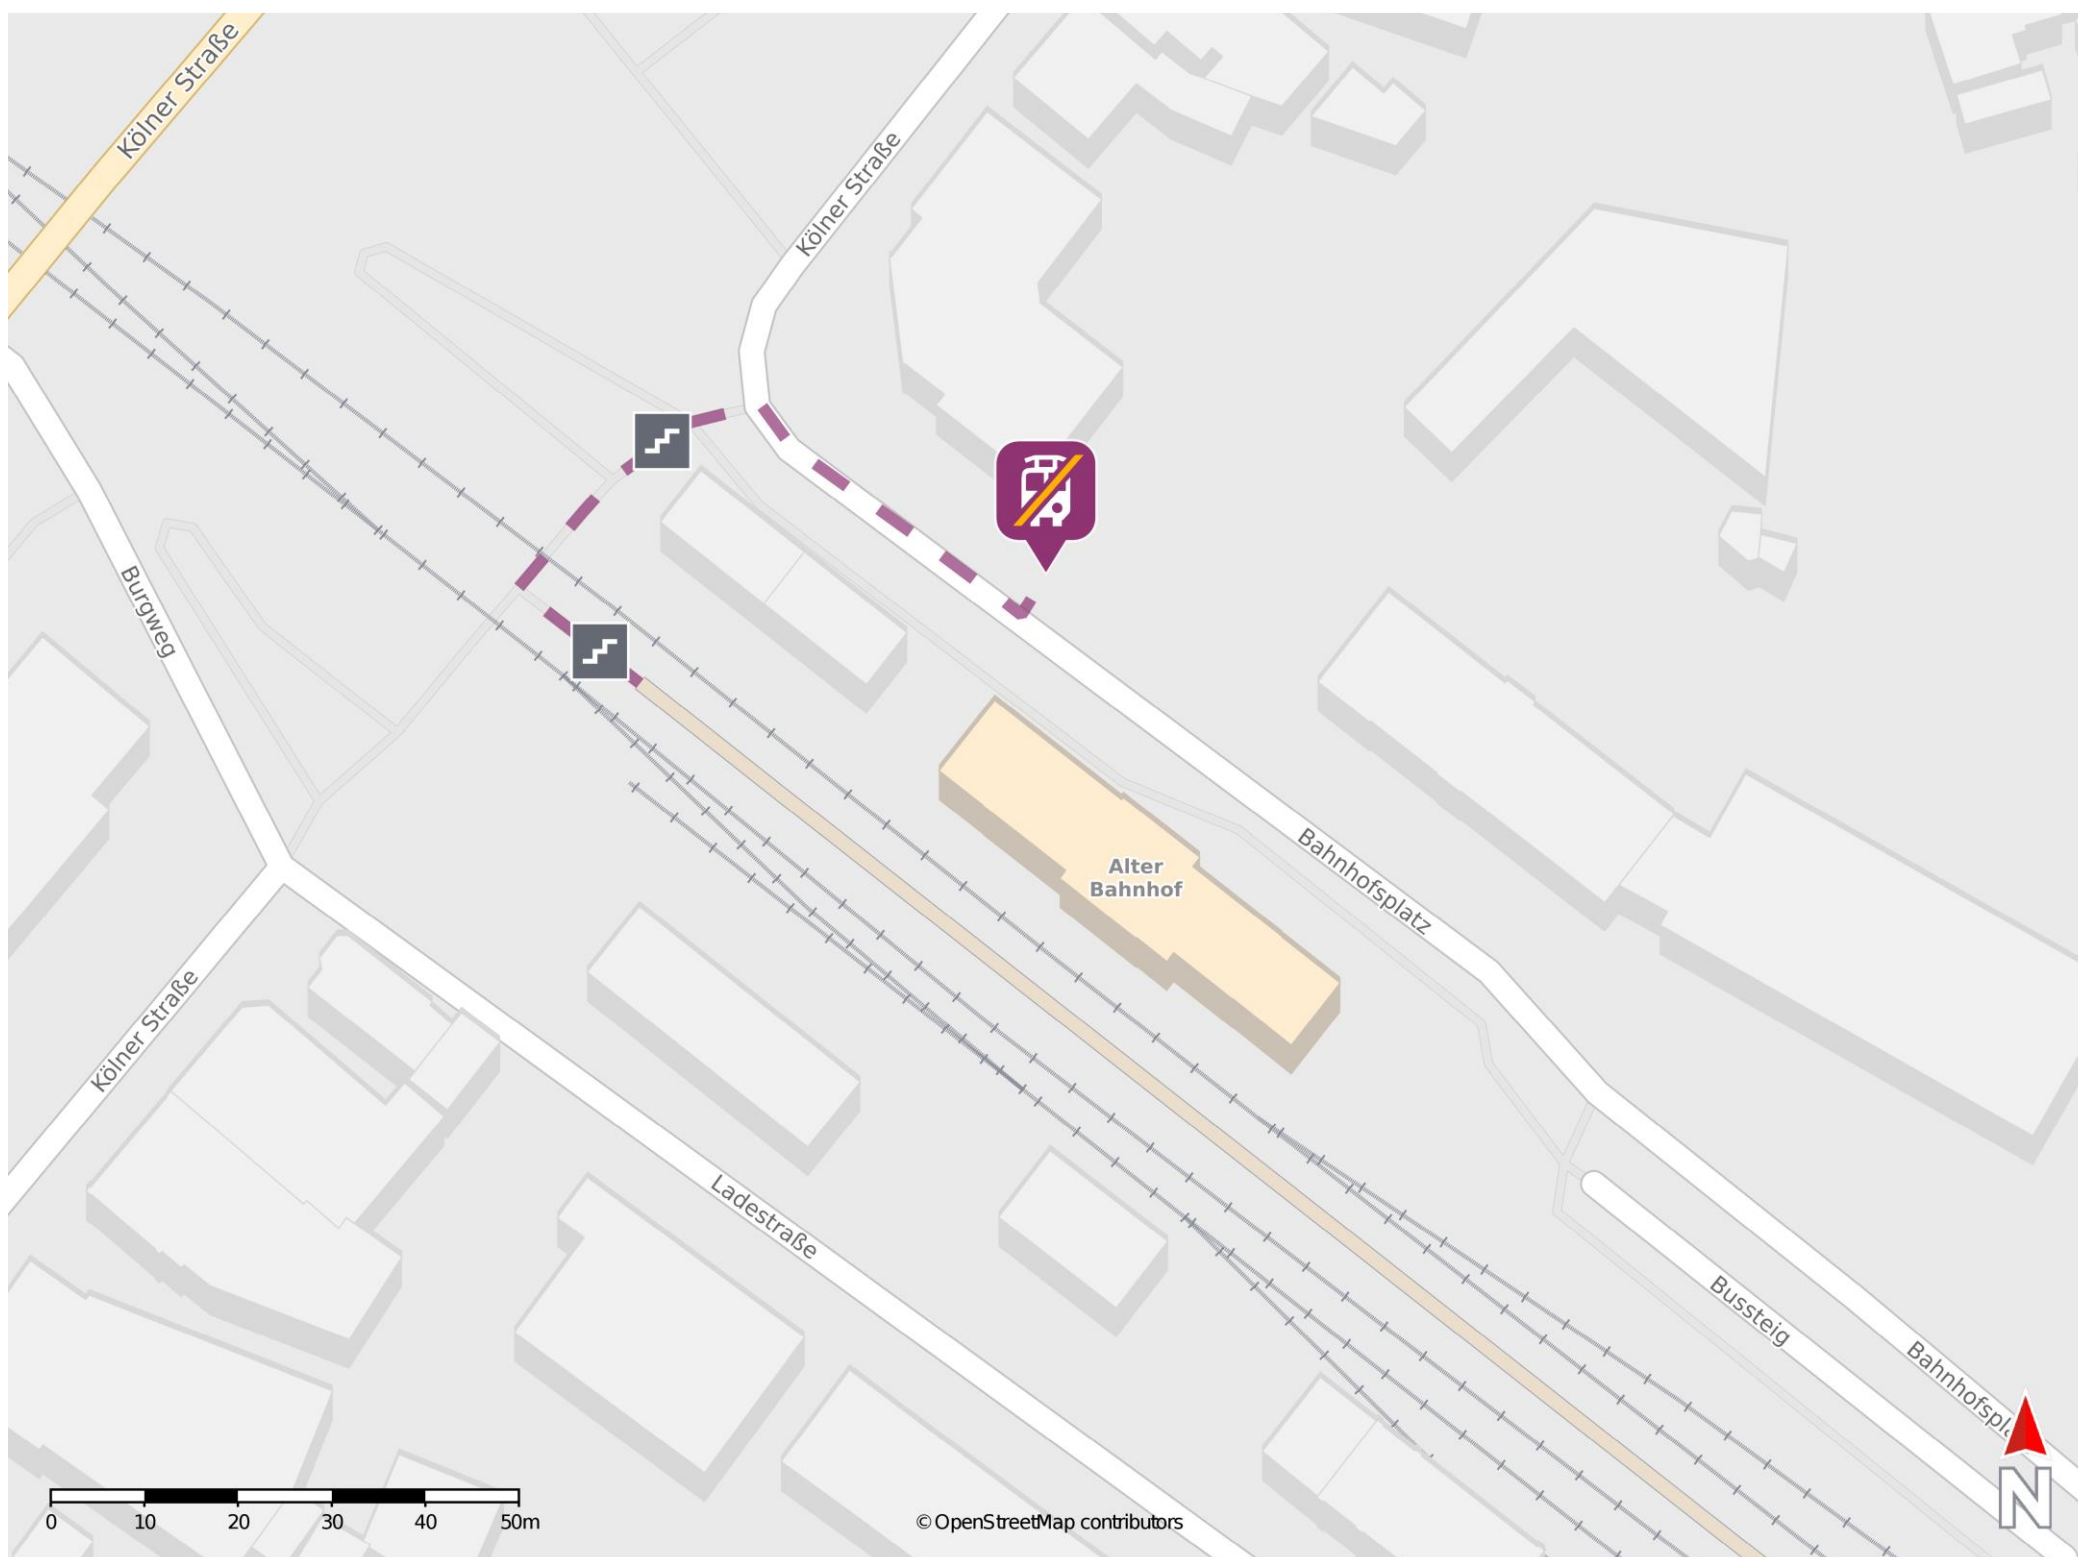 Kölner Straße
Kölner Straße
Burgweg
Alter
Bahnhof
Bahnhofsplatz
Kölner Straße
Ladestraße
Bussteig
Bahnhofspla
N
0 10 20 30 40 50m
© OpenStreetMap contributors